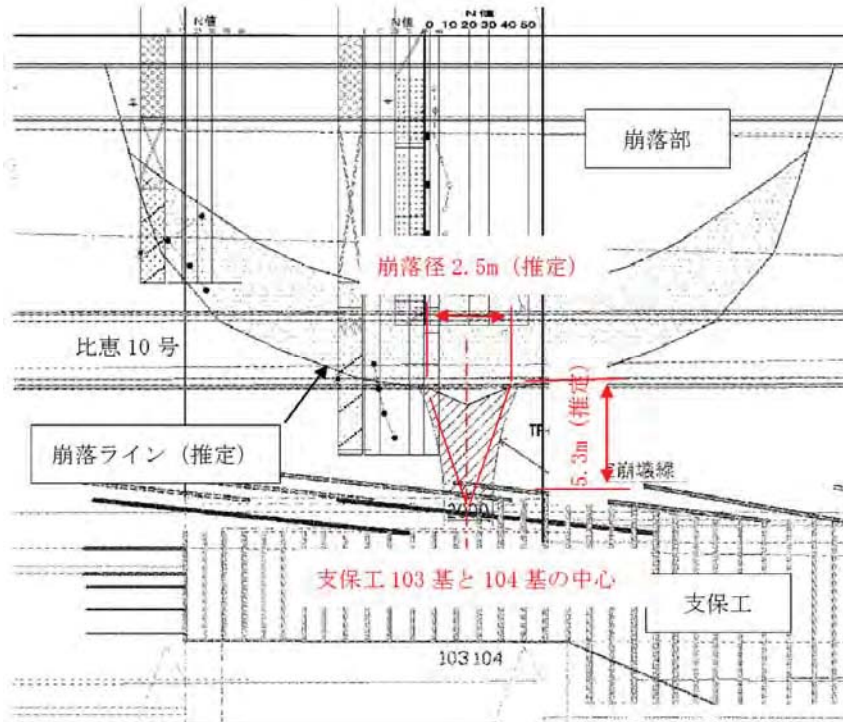 N値
N値
N値
0 10 20 30 40 50
崩落部
崩落径 2.5m（推定）
比恵 10 号
5.3m（推定）
崩落ライン（推定）
崩壊線
2000
支保工 103 基と 104 基の中心
支保工
103 104